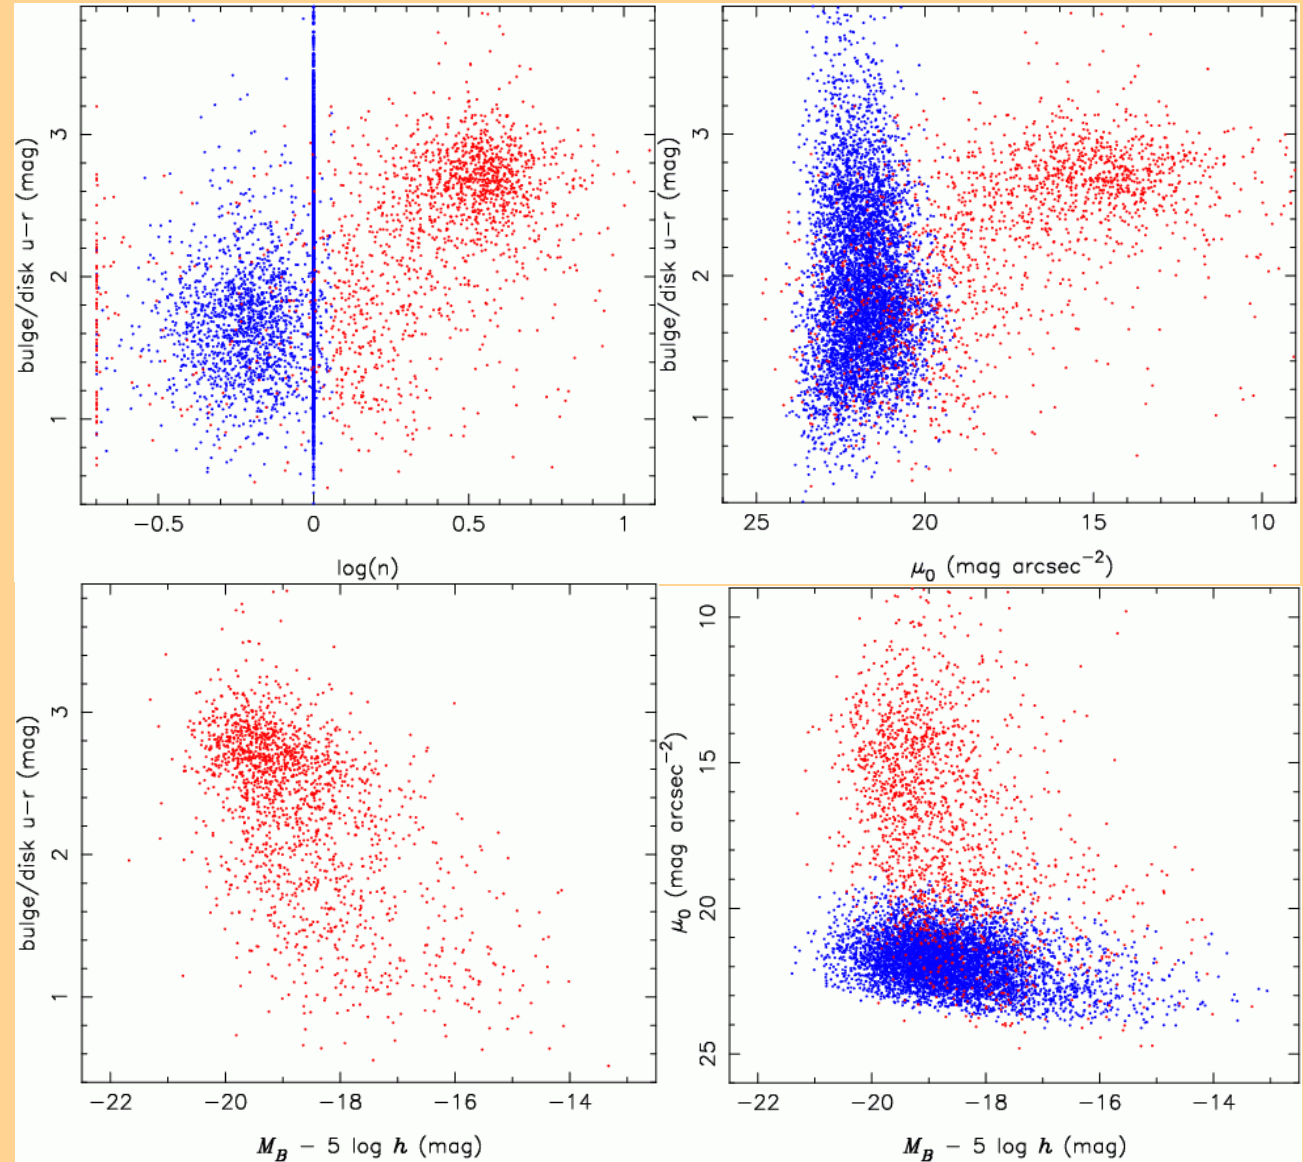 bulge/disk u−r (mag)
3
2
1
−0.5 0 0.5 1
log(n)
bulge/disk u−r (mag)
3
2
1
25 20 15 10
μ₀ (mag arcsec⁻²)
bulge/disk u−r (mag)
3
2
1
−22 −20 −18 −16 −14
M_B − 5 log h (mag)
μ₀ (mag arcsec⁻²)
10
15
20
25
−22 −20 −18 −16 −14
M_B − 5 log h (mag)